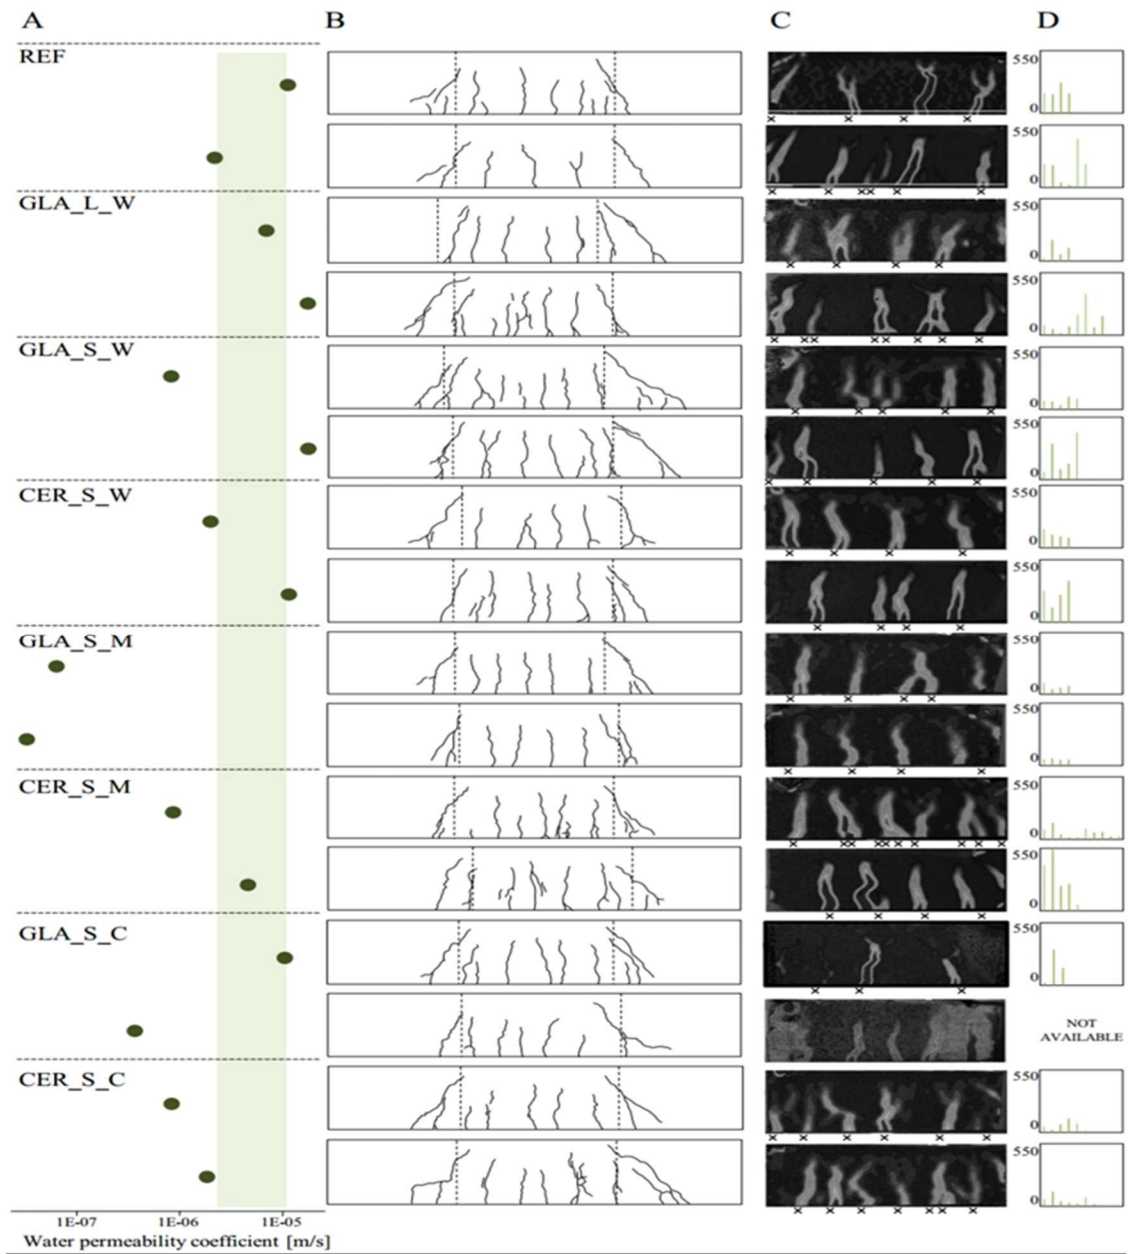 A B C D
REF
550
0
550
0
GLA_L_W
550
0
550
0
GLA_S_W
550
0
550
0
CER_S_W
550
0
550
0
GLA_S_M
550
0
550
0
CER_S_M
550
0
550
0
GLA_S_C
550
0
NOT
AVAILABLE
CER_S_C
550
0
550
0
1E-07 1E-06 1E-05
Water permeability coefficient [m/s]